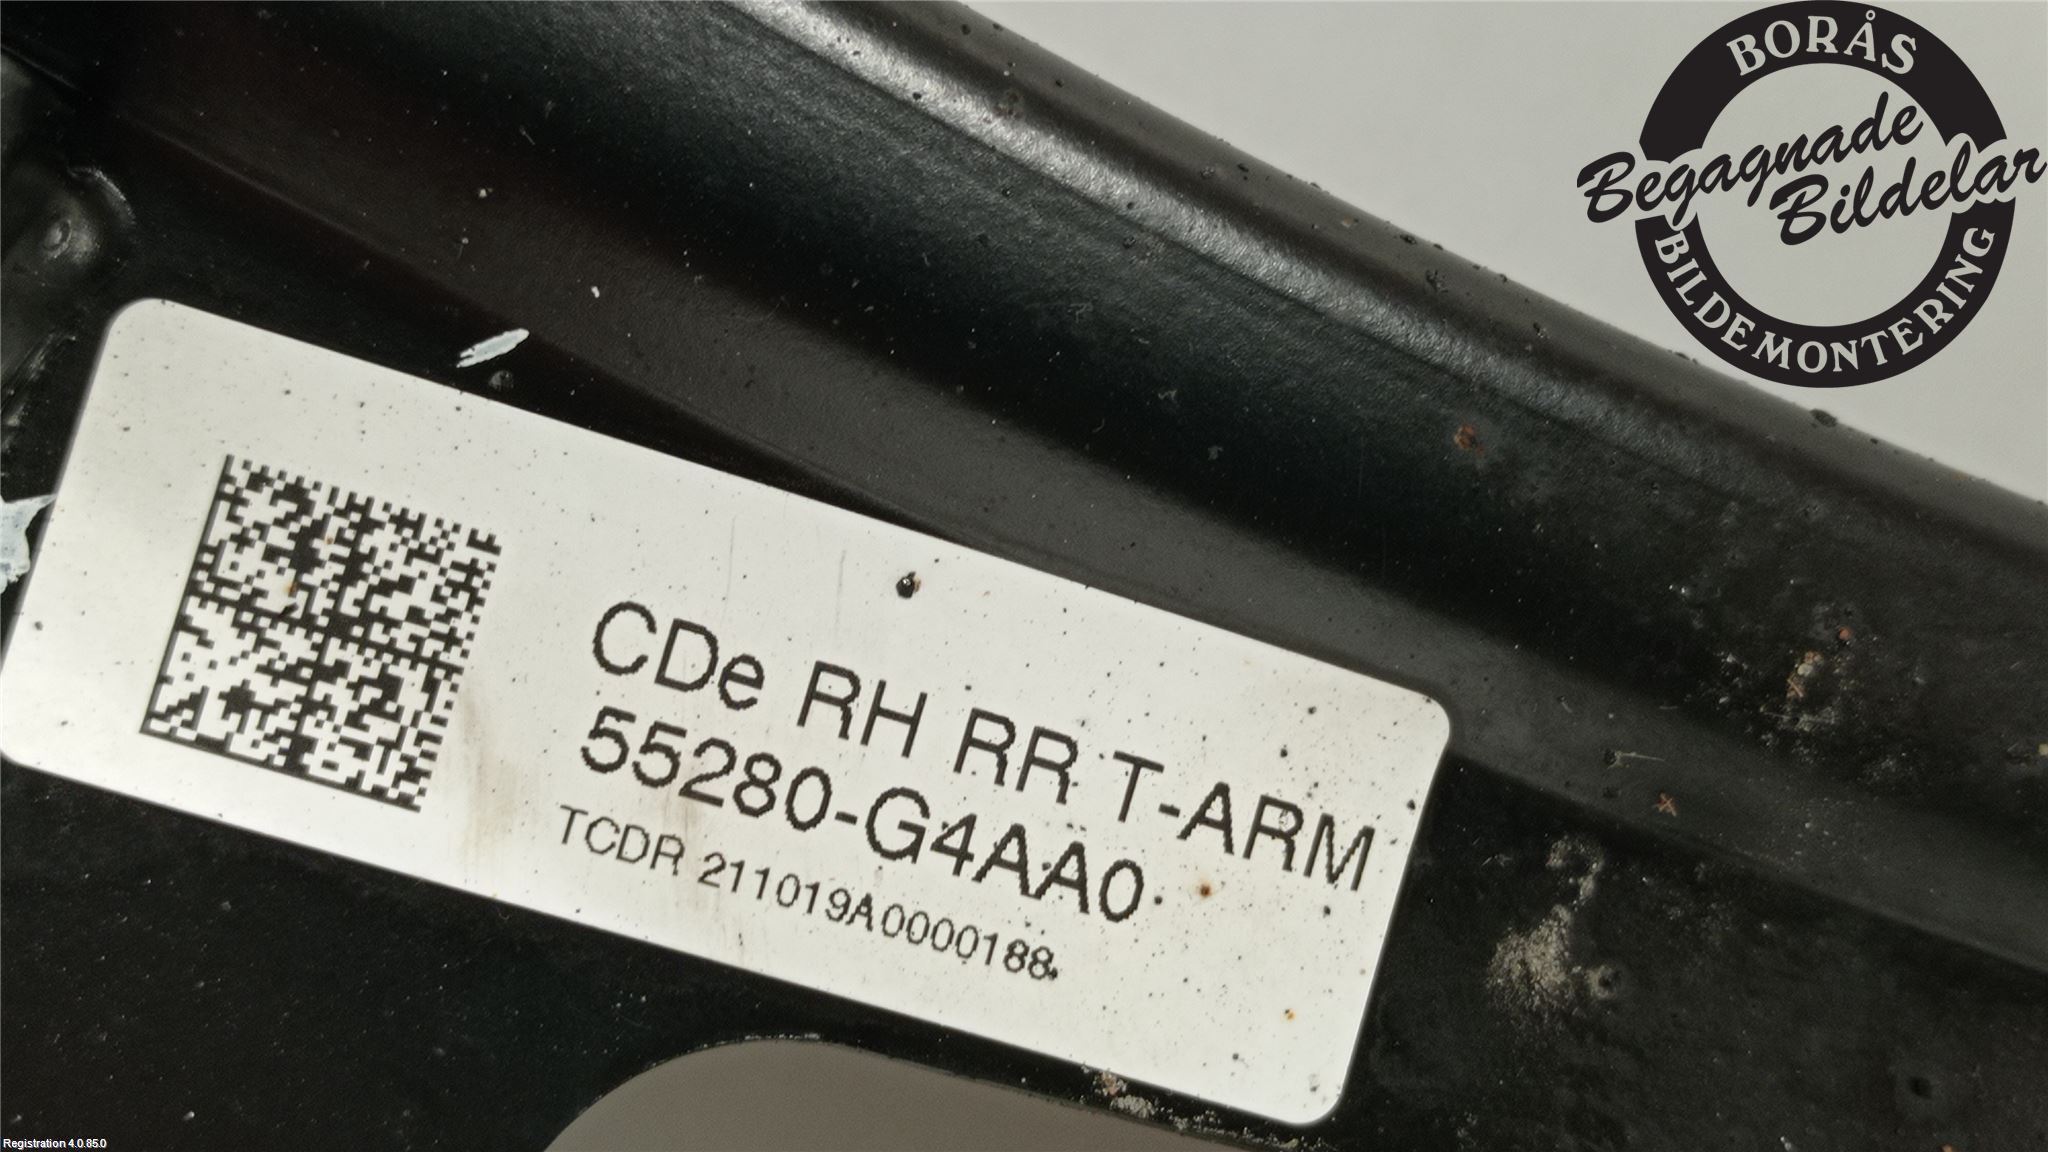 BORÅS
Begagnade
Bildelar
BILDEMONTERING
CDe RH RR T-ARM
55280-G4AA0
TCDR 211019A0000188
Registration 4.0.85.0